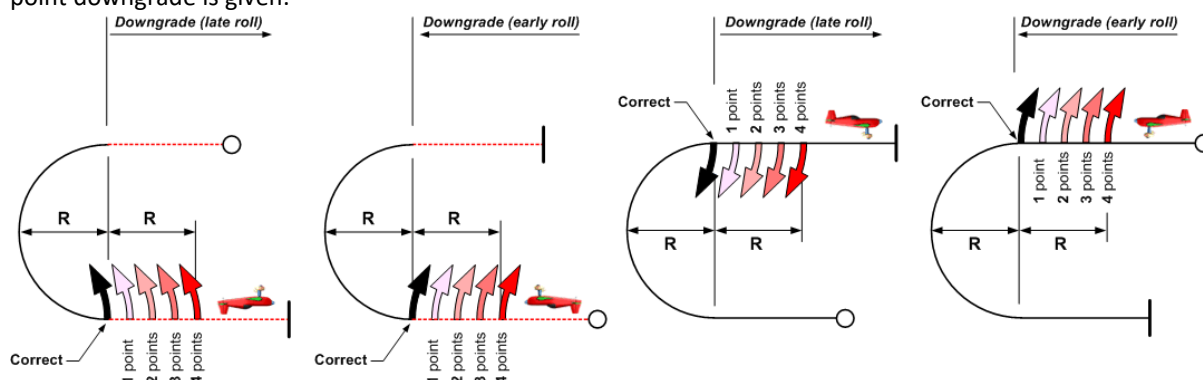 point downgrade is given.
Downgrade (late roll)
Downgrade (early roll)
Downgrade (late roll)
Downgrade (early roll)
R
R
Correct
1 point
2 points
3 points
4 points
R
R
Correct
1 point
2 points
3 points
4 points
Correct
1 point
2 points
3 points
4 points
R
R
Correct
1 point
2 points
3 points
4 points
R
R